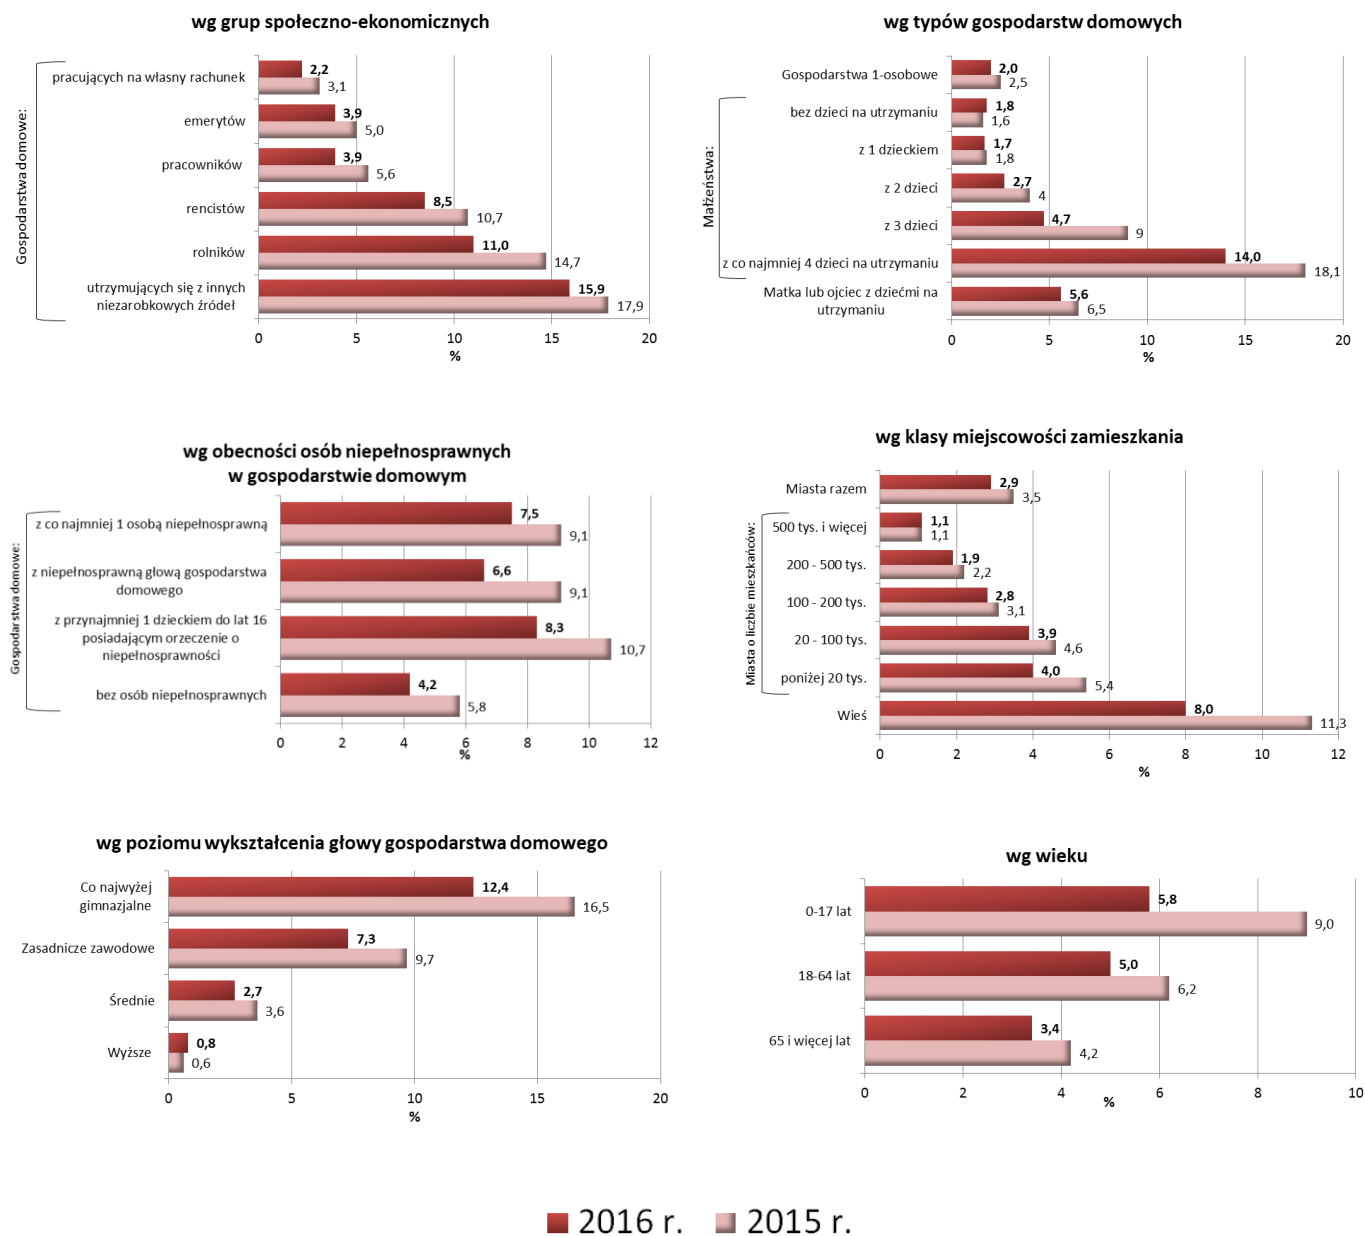 wg grup społeczno-ekonomicznych
Gospodarstwa domowe:
pracujących na własny rachunek
2,2
3,1
emerytów
3,9
5,0
pracowników
3,9
5,6
rencistów
8,5
10,7
rolników
11,0
14,7
utrzymujących się z innych
niezarobkowych źródeł
15,9
17,9
0 5 10 15 20
%
wg typów gospodarstw domowych
Gospodarstwa 1-osobowe
2,0
2,5
Małżeństwa:
bez dzieci na utrzymaniu
1,8
1,6
z 1 dzieckiem
1,7
1,8
z 2 dzieci
2,7
4
z 3 dzieci
4,7
9
z co najmniej 4 dzieci na utrzymaniu
14,0
18,1
Matka lub ojciec z dziećmi na
utrzymaniu
5,6
6,5
0 5 10 15 20
%
wg obecności osób niepełnosprawnych
w gospodarstwie domowym
Gospodarstwa domowe:
z co najmniej 1 osobą niepełnosprawną
7,5
9,1
z niepełnosprawną głową gospodarstwa
domowego
6,6
9,1
z przynajmniej 1 dzieckiem do lat 16
posiadającym orzeczenie o
niepełnosprawności
8,3
10,7
bez osób niepełnosprawnych
4,2
5,8
0 2 4 6 8 10 12
%
wg klasy miejscowości zamieszkania
Miasta razem
2,9
3,5
Miasta o liczbie mieszkańców:
500 tys. i więcej
1,1
1,1
200 - 500 tys.
1,9
2,2
100 - 200 tys.
2,8
3,1
20 - 100 tys.
3,9
4,6
poniżej 20 tys.
4,0
5,4
Wieś
8,0
11,3
0 2 4 6 8 10 12
%
wg poziomu wykształcenia głowy gospodarstwa domowego
Co najwyżej
gimnazjalne
12,4
16,5
Zasadnicze zawodowe
7,3
9,7
Średnie
2,7
3,6
Wyższe
0,8
0,6
0 5 10 15 20
%
wg wieku
0-17 lat
5,8
9,0
18-64 lat
5,0
6,2
65 i więcej lat
3,4
4,2
0 2 4 6 8 10
%
2016 r. 2015 r.